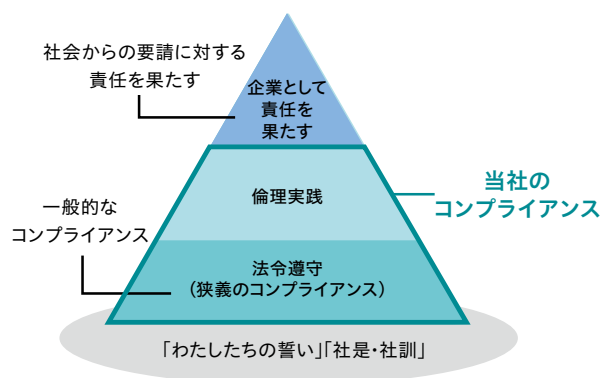 社会からの要請に対する
責任を果たす
企業として
責任を
果たす
倫理実践
当社の
コンプライアンス
一般的な
コンプライアンス
法令遵守
（狭義のコンプライアンス）
「わたしたちの誓い」「社是・社訓」